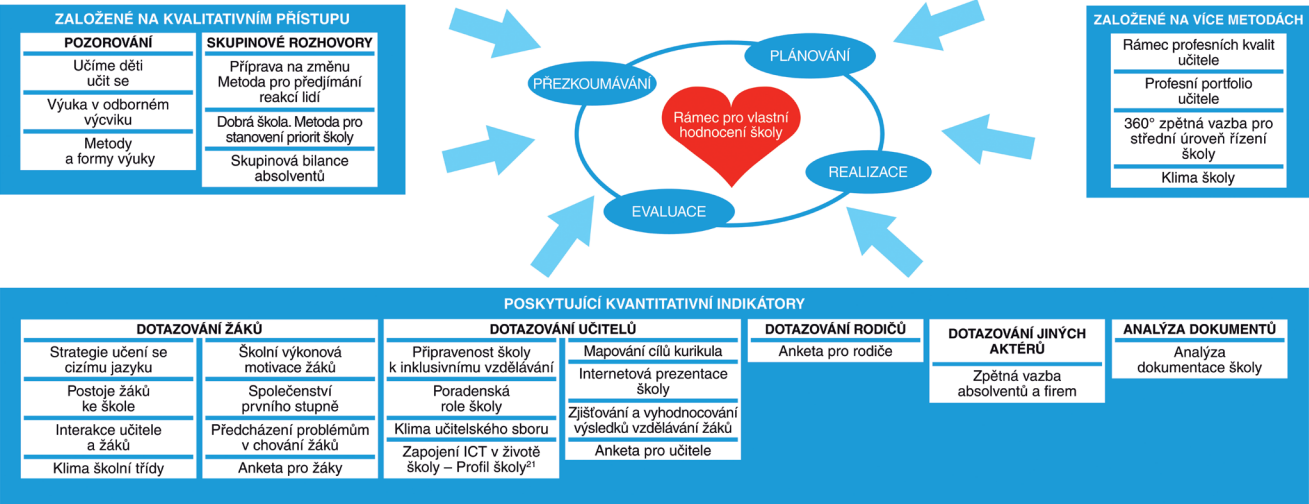 ZALOŽENÉ NA KVALITATIVNÍM PŘÍSTUPU
POZOROVÁNÍ
Učíme děti
učit se
Výuka v odborném
výcviku
Metody
a formy výuky
SKUPINOVÉ ROZHOVORY
Příprava na změnu
Metoda pro předjímání
reakcí lidí
Dobrá škola. Metoda pro
stanovení priorit školy
Skupinová bilance
absolventů
PŘEZKOUMÁVÁNÍ
PLÁNOVÁNÍ
Rámec pro vlastní
hodnocení školy
REALIZACE
EVALUACE
ZALOŽENÉ NA VÍCE METODÁCH
Rámec profesních kvalit
učitele
Profesní portfolio
učitele
360° zpětná vazba pro
střední úroveň řízení
školy
Klima školy
POSKYTUJÍCÍ KVANTITATIVNÍ INDIKÁTORY
DOTAZOVÁNÍ ŽÁKŮ
Strategie učení se
cizímu jazyku
Postoje žáků
ke škole
Interakce učitele
a žáků
Klima školní třídy
Školní výkonová
motivace žáků
Společenství
prvního stupně
Předcházení problémům
v chování žáků
Anketa pro žáky
DOTAZOVÁNÍ UČITELŮ
Připravenost školy
k inklusivnímu vzdělávání
Poradenská
role školy
Klima učitelského sboru
Zapojení ICT v životě
školy – Profil školy²¹
Mapování cílů kurikula
Internetová prezentace
školy
Zjišťování a vyhodnocování
výsledků vzdělávání žáků
Anketa pro učitele
DOTAZOVÁNÍ RODIČŮ
Anketa pro rodiče
DOTAZOVÁNÍ JINÝCH
AKTÉRŮ
Zpětná vazba
absolventů a firem
ANALÝZA DOKUMENTŮ
Analýza
dokumentace školy